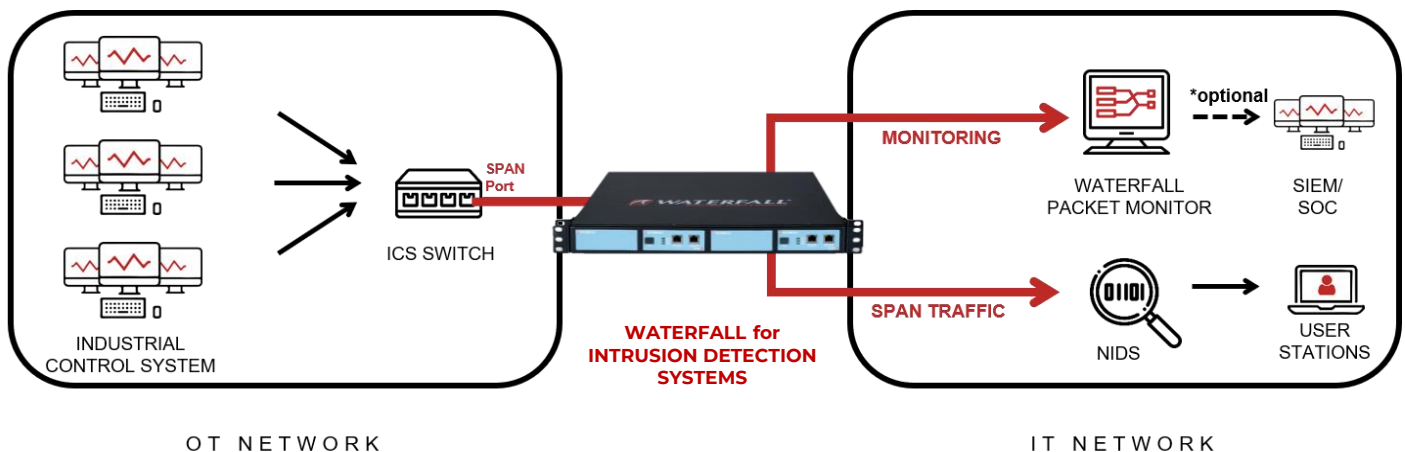 INDUSTRIAL
CONTROL SYSTEM
SPAN
Port
ICS SWITCH
WATERFALL
WATERFALL for
INTRUSION DETECTION
SYSTEMS
MONITORING
SPAN TRAFFIC
WATERFALL
PACKET MONITOR
*optional
SIEM/
SOC
01101
NIDS
USER
STATIONS
OT NETWORK
IT NETWORK